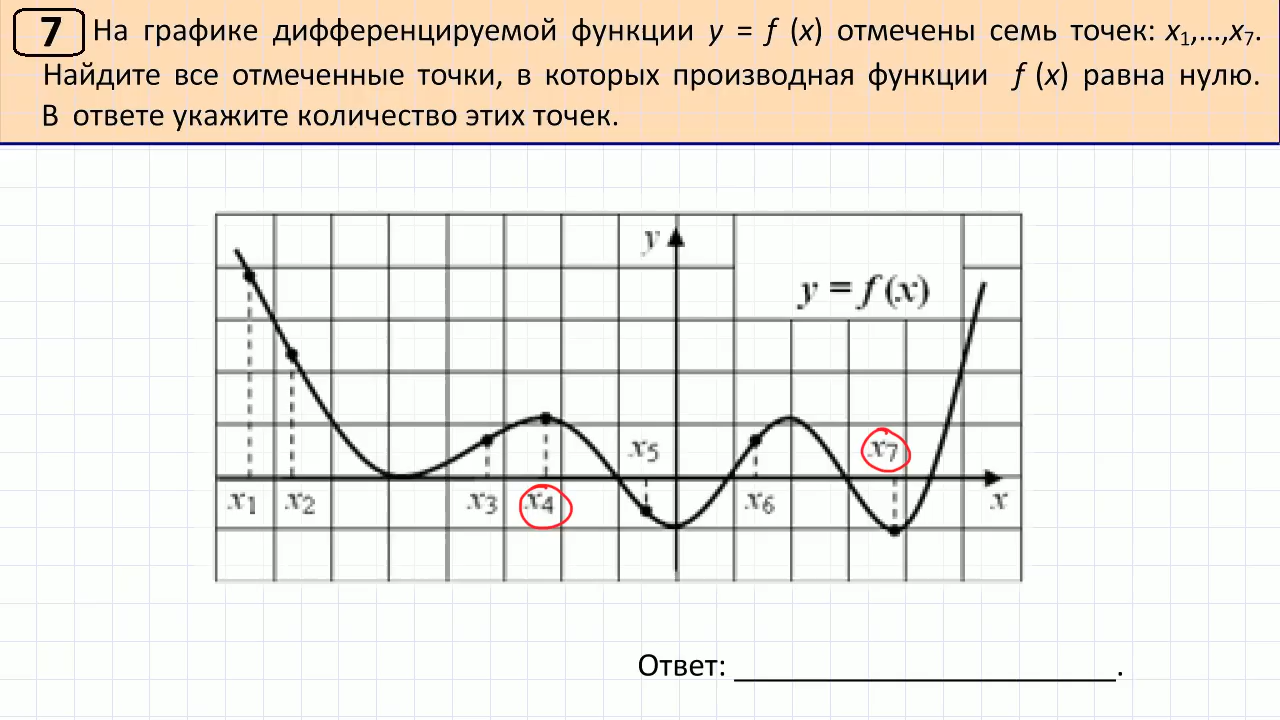 7 На графике дифференцируемой функции y = f (x) отмечены семь точек: x₁,...,x₇.
Найдите все отмеченные точки, в которых производная функции f (x) равна нулю.
В ответе укажите количество этих точек.
y
y = f (x)
x₅ x₇
x₁ x₂ x₃ x₄ x₆ x
Ответ: ______________________.